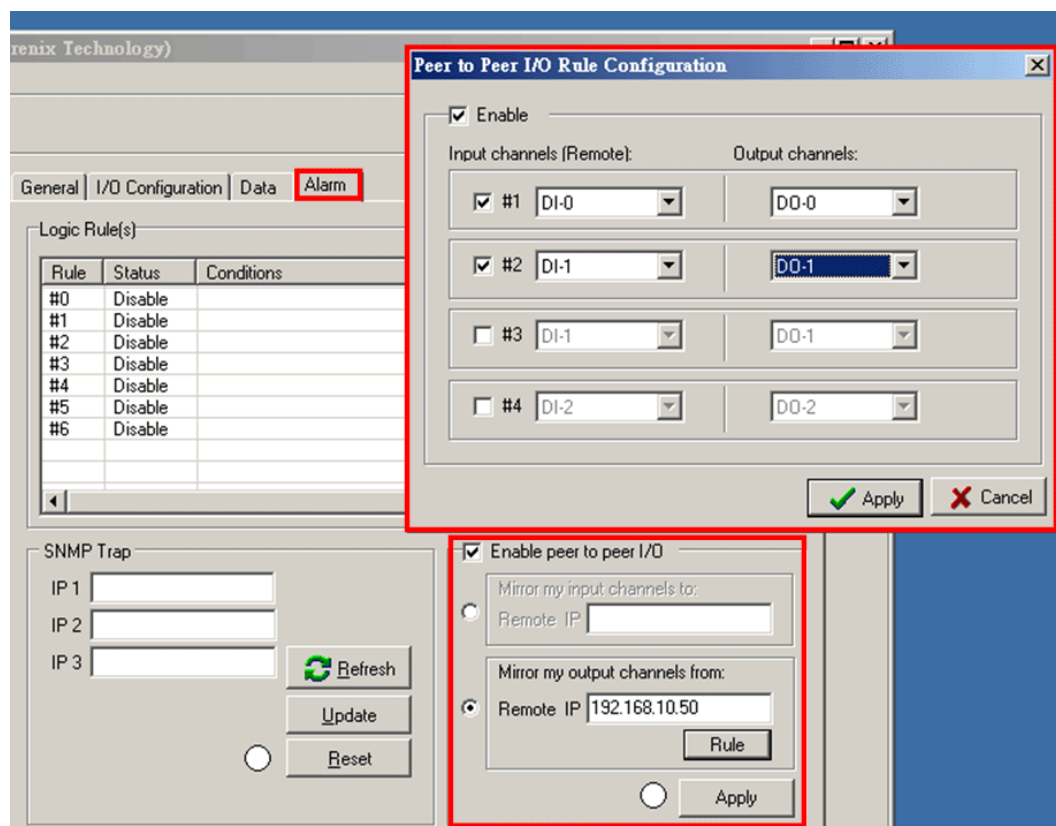 renix Technology)
Peer to Peer I/O Rule Configuration
Enable
Input channels (Remote): Output channels:
#1 DI-0 DO-0
#2 DI-1 DO-1
#3 DI-1 DO-1
#4 DI-2 DO-2
Apply Cancel
General I/O Configuration Data Alarm
Logic Rule(s)
Rule Status Conditions
#0 Disable
#1 Disable
#2 Disable
#3 Disable
#4 Disable
#5 Disable
#6 Disable
SNMP Trap
IP 1
IP 2
IP 3
Refresh
Update
Reset
Enable peer to peer I/O
Mirror my input channels to:
Remote IP
Mirror my output channels from:
Remote IP 192.168.10.50
Rule
Apply